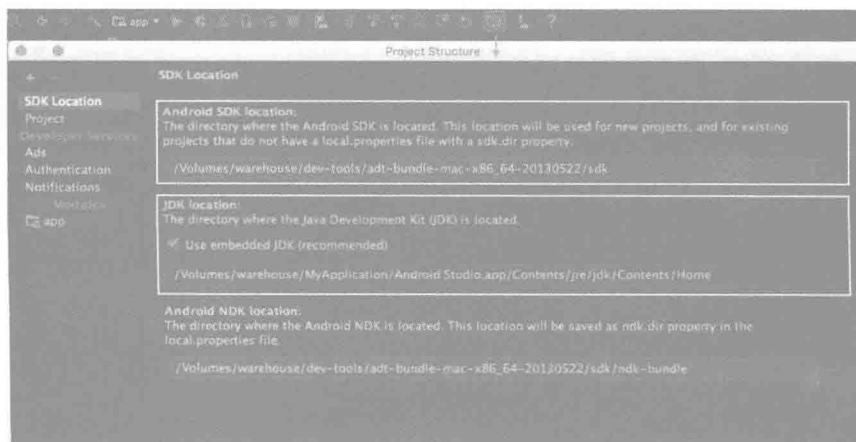 app
Project Structure
SDK Location
SDK Location
Project
Developer Services
Ads
Authentication
Notifications
Modules
app
Android SDK location:
The directory where the Android SDK is located. This location will be used for new projects, and for existing
projects that do not have a local.properties file with a sdk.dir property.
/Volumes/warehouse/dev-tools/adt-bundle-mac-x86_64-20130522/sdk
JDK location:
The directory where the Java Development Kit (JDK) is located.
Use embedded JDK (recommended)
/Volumes/warehouse/MyApplication/Android Studio.app/Contents/jre/jdk/Contents/Home
Android NDK location:
The directory where the Android NDK is located. This location will be saved as ndk.dir property in the
local.properties file.
/Volumes/warehouse/dev-tools/adt-bundle-mac-x86_64-20130522/sdk/ndk-bundle